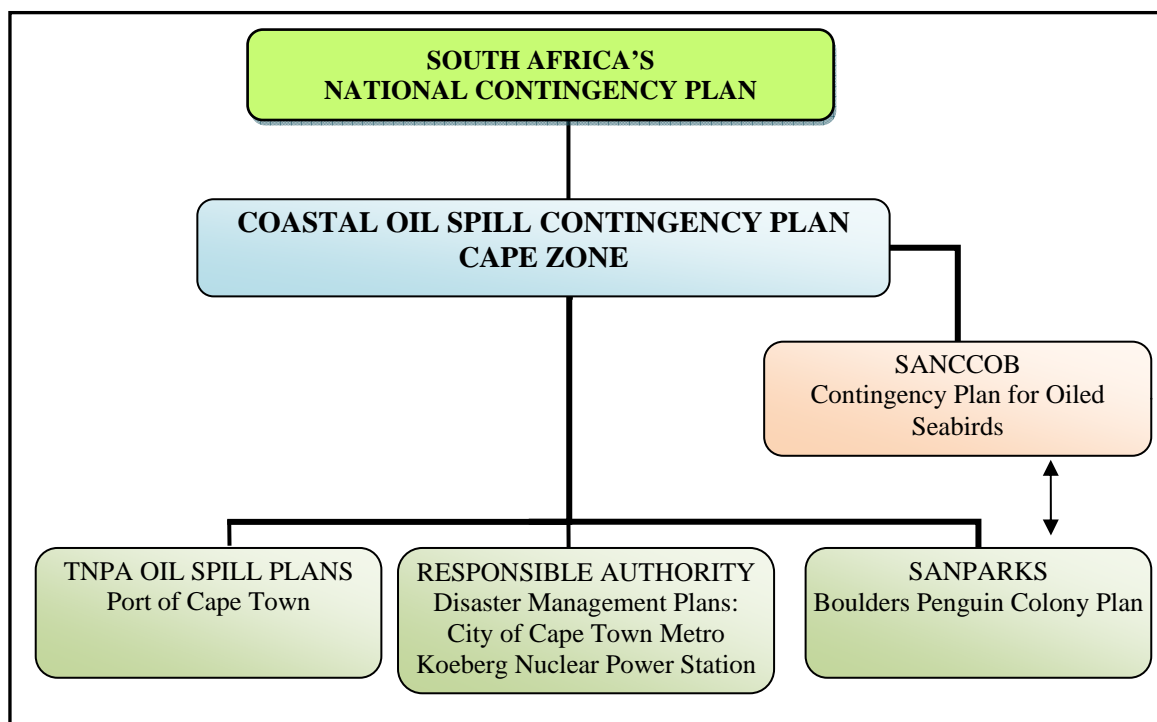 SOUTH AFRICA’S
NATIONAL CONTINGENCY PLAN
COASTAL OIL SPILL CONTINGENCY PLAN
CAPE ZONE
SANCCOB
Contingency Plan for Oiled
Seabirds
TNPA OIL SPILL PLANS
Port of Cape Town
RESPONSIBLE AUTHORITY
Disaster Management Plans:
City of Cape Town Metro
Koeberg Nuclear Power Station
SANPARKS
Boulders Penguin Colony Plan